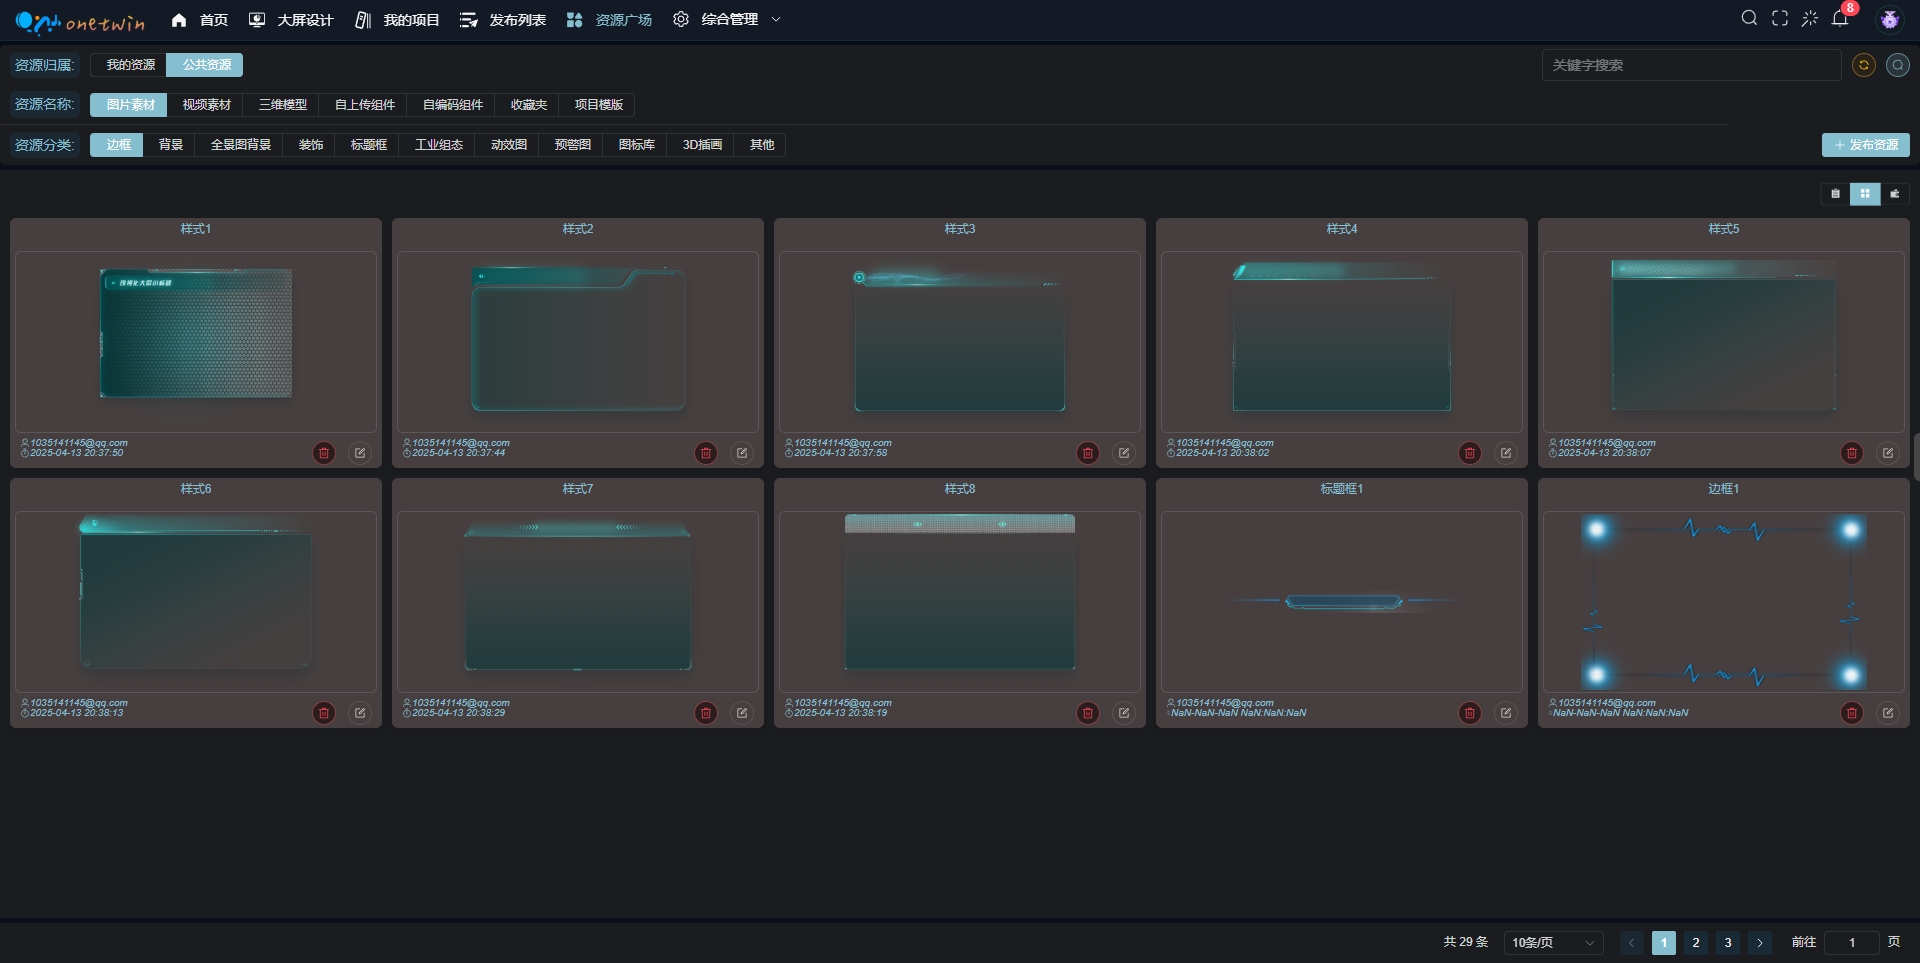 onetwin 首页 大屏设计 我的项目 发布列表 资源广场 综合管理 8
资源归属: 我的资源 公共资源 关键字搜索
资源名称: 图片素材 视频素材 三维模型 自上传组件 自编码组件 收藏夹 项目模版
资源分类: 边框 背景 全景图背景 装饰 标题框 工业组态 动效图 预警图 图标库 3D插画 其他 发布资源
样式1 样式2 样式3 样式4 样式5
可视化大屏小标题
1035141145@qq.com 1035141145@qq.com 1035141145@qq.com 1035141145@qq.com 1035141145@qq.com
2025-04-13 20:37:50 2025-04-13 20:37:44 2025-04-13 20:37:58 2025-04-13 20:38:02 2025-04-13 20:38:07
样式6 样式7 样式8 标题框1 边框1
1035141145@qq.com 1035141145@qq.com 1035141145@qq.com 1035141145@qq.com 1035141145@qq.com
2025-04-13 20:38:13 2025-04-13 20:38:29 2025-04-13 20:38:19 NaN-NaN-NaN NaN:NaN:NaN NaN-NaN-NaN NaN:NaN:NaN
共 29 条 10条/页 1 2 3 前往 1 页